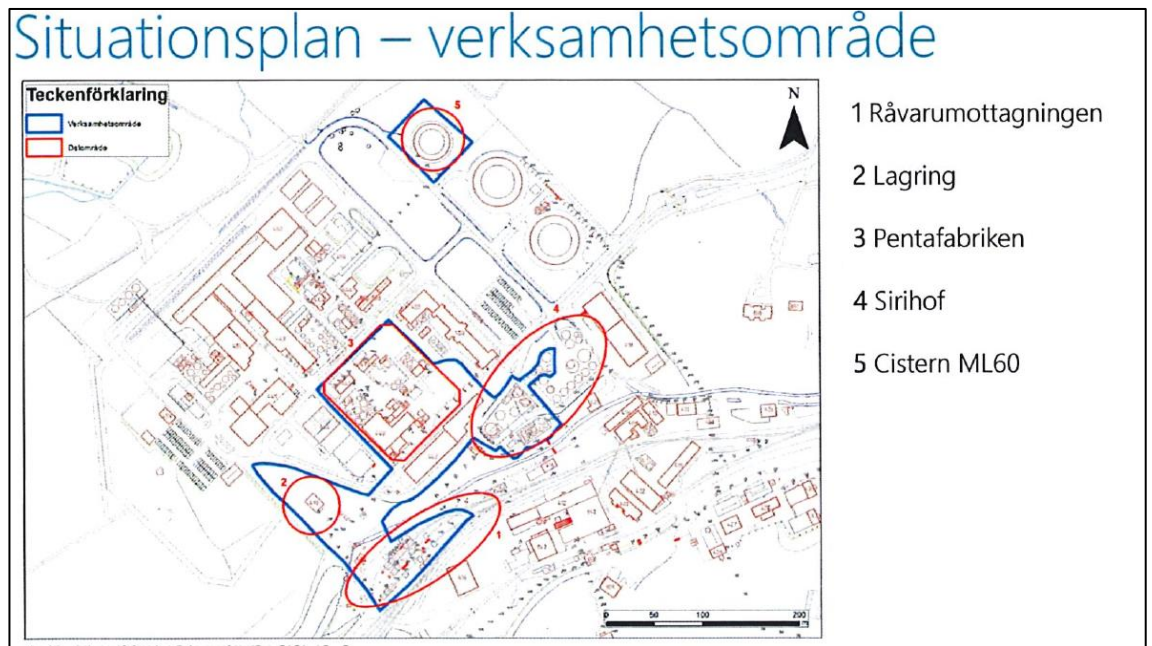 Situationsplan – verksamhetsområde
Teckenförklaring
Verksamhetsområde
Delområde
N
5
4
3
2
1
0 50 100 200
1 Råvarumottagningen
2 Lagring
3 Pentafabriken
4 Sirihof
5 Cistern ML60